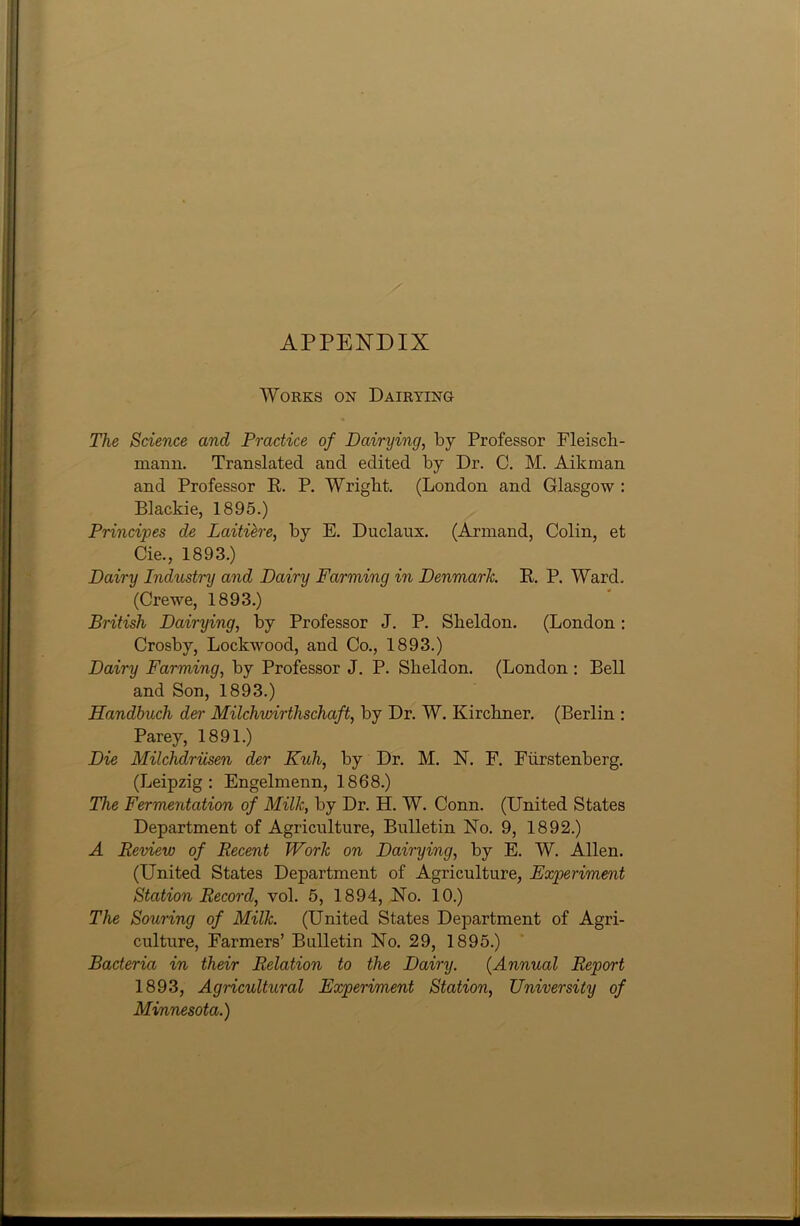 APPENDIX
Works on Dairying
The Science and Practice of Dairying, by Professor Fleisch-
mann. Translated and edited by Dr. C. M. Aikman
and Professor R. P. Wright. (London and Glasgow :
Blackie, 1895.)
Principes de Laitière, by E. Duclaux. (Armand, Colin, et
Cie., 1893.)
Dairy Industry and Dairy Farming in Denmark. R. P. Ward.
(Crewe, 1893.)
British Dairying, by Professor J. P. Sheldon. (London :
Crosby, Lockwood, and Co., 1893.)
Dairy Farming, by Professor J. P. Sheldon. (London : Bell
and Son, 1893.)
Handbuch der Milchwirthschaft, by Dr. W. Kirchner. (Berlin :
Parey, 1891.)
Die Milchdrüsen der Kuh, by Dr. M. N. F. Fürstenberg.
(Leipzig : Engelmenn, 1868.)
The Fermentation of Milk, by Dr. H. W. Conn. (United States
Department of Agriculture, Bulletin No. 9, 1892.)
A Review of Recent Work on Dairying, by E. W. Allen.
(United States Department of Agriculture, Experiment
Station Record, vol. 5, 1894, No. 10.)
The Souring of Milk. (United States Department of Agri-
culture, Farmers' Bulletin No. 29, 1895.)
Bacteria in their Relation to the Dairy. (Annual Report
1893, Agricultural Experiment Station, University of
Minnesota.)